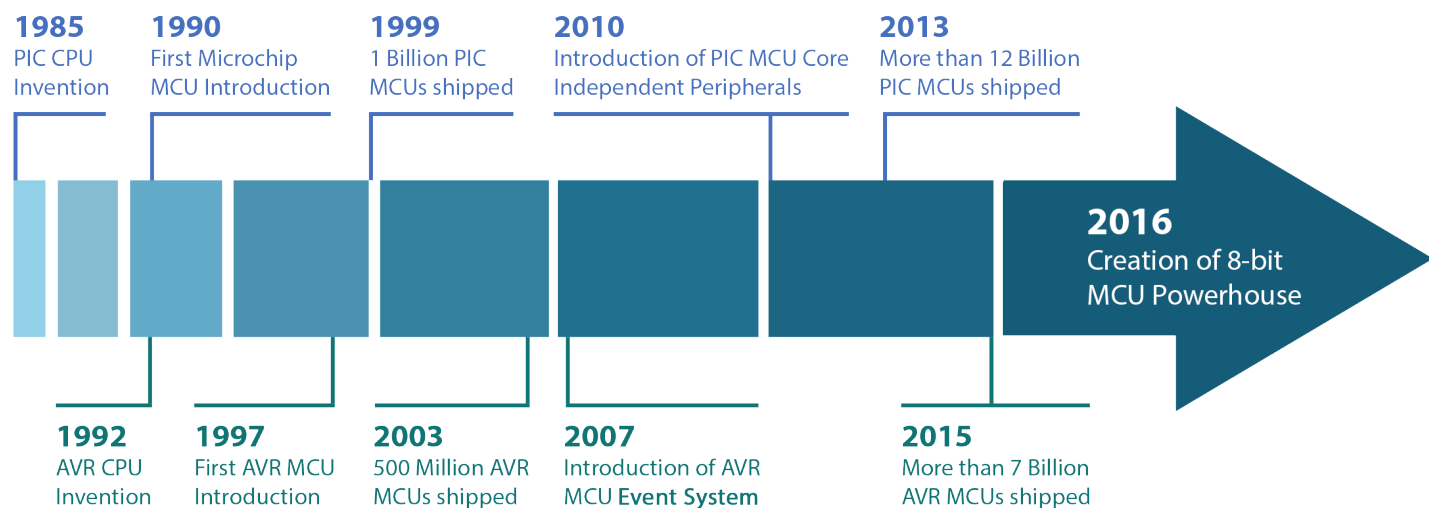 1985
PIC CPU
Invention
1990
First Microchip
MCU Introduction
1999
1 Billion PIC
MCUs shipped
2010
Introduction of PIC MCU Core
Independent Peripherals
2013
More than 12 Billion
PIC MCUs shipped
2016
Creation of 8-bit
MCU Powerhouse
1992
AVR CPU
Invention
1997
First AVR MCU
Introduction
2003
500 Million AVR
MCUs shipped
2007
Introduction of AVR
MCU Event System
2015
More than 7 Billion
AVR MCUs shipped